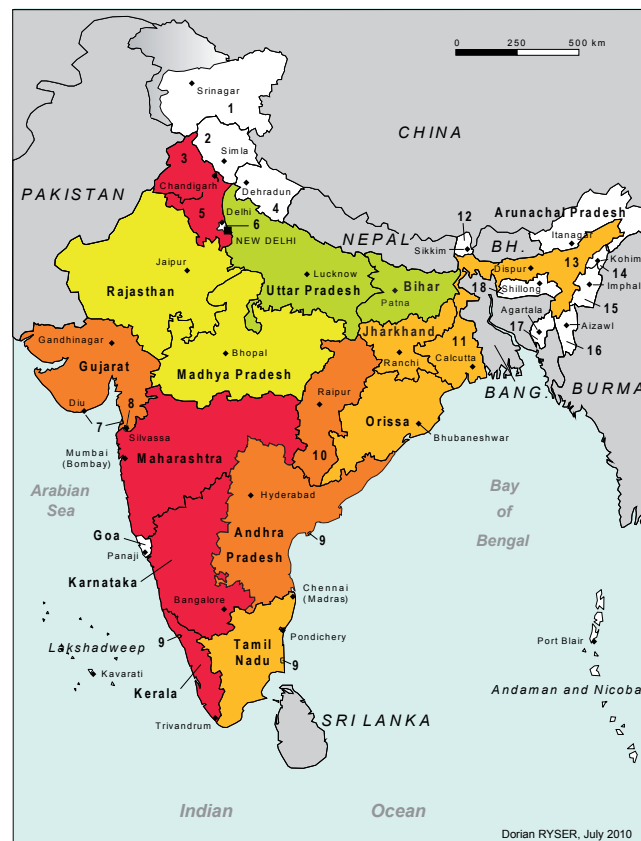 0 250 500 km
Srinagar
1
2
CHINA
Simla
3
Chandigarh
PAKISTAN
Dehradun
4
5
Delhi
6
NEW DELHI
NEPAL
12
Arunachal Pradesh
Itanagar
BH.
Sikkim
13
Kohim
Dispur
14
Jaipur
Lucknow
Rajasthan
Uttar Pradesh
Bihar
Patna
18
Shillong
Imphal
15
Agartala
17
Aizawl
16
Gandhinagar
Gujarat
Bhopal
Madhya Pradesh
Jharkhand
Ranchi
11
Calcutta
BANG.
BURMA
Diu
7
8
Silvassa
Raipur
10
Orissa
Bhubaneshwar
Mumbai
(Bombay)
Maharashtra
Arabian
Sea
Hyderabad
Bay
of
Bengal
Andhra
Pradesh
9
Goa
Panaji
Karnataka
Bangalore
Chennai
(Madras)
9
Lakshadweep
Kavarati
Tamil
Nadu
Pondichery
9
Port Blair
Kerala
Andaman and Nicoba
Trivandrum
SRI LANKA
Indian Ocean
Dorian RYSER, July 2010